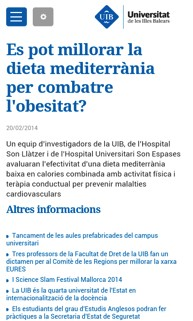 UIB
Universitat
de les Illes Balears
Es pot millorar la
dieta mediterrània
per combatre
l'obesitat?
20/02/2014
Un equip d'investigadors de la UIB, de l'Hospital
Son Llàtzer i de l'Hospital Universitari Son Espases
avaluaran l'efectivitat d'una dieta mediterrània
baixa en calories combinada amb activitat física i
teràpia conductual per prevenir malalties
cardiovasculars
Altres informacions
Tancament de les aules prefabricades del campus
universitari
Tres professors de la Facultat de Dret de la UIB fan un
dictamen per al Comitè de les Regions per millorar la xarxa
EURES
I Science Slam Festival Mallorca 2014
La UIB és la quarta universitat de l'Estat en
internacionalització de la docència
Els estudiants del grau d'Estudis Anglesos podran fer
pràctiques a la Secretaria d'Estat de Seguretat